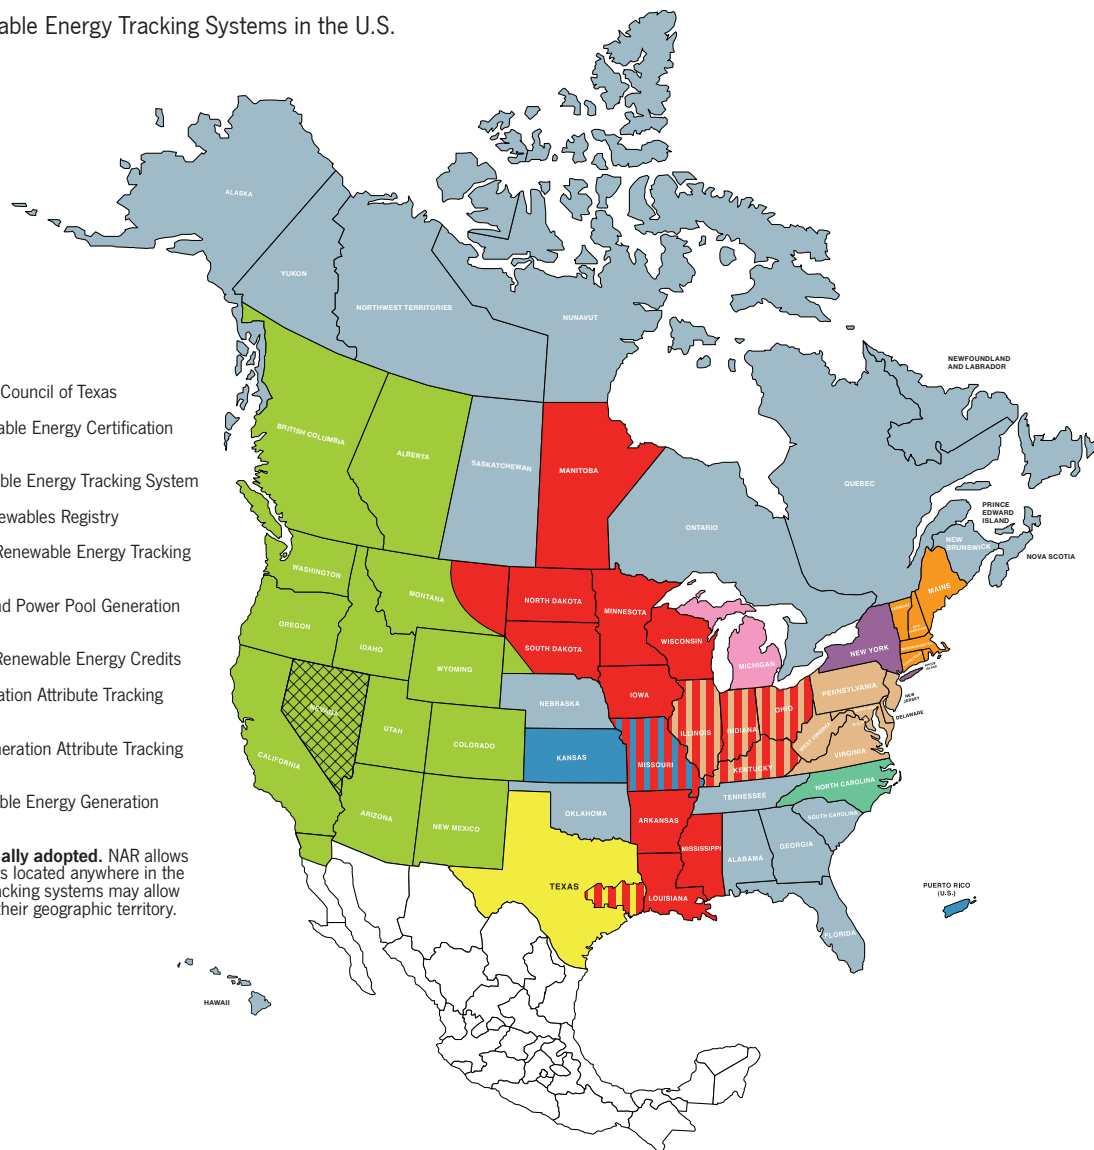 able Energy Tracking Systems in the U.S.
ALASKA
YUKON
NORTHWEST TERRITORIES
NUNAVUT
NEWFOUNDLAND
AND LABRADOR
Council of Texas
able Energy Certification
ble Energy Tracking System
ewables Registry
Renewable Energy Tracking
nd Power Pool Generation
Renewable Energy Credits
ation Attribute Tracking
neration Attribute Tracking
ble Energy Generation
ally adopted. NAR allows
s located anywhere in the
acking systems may allow
their geographic territory.
BRITISH COLUMBIA
ALBERTA
SASKATCHEWAN
MANITOBA
ONTARIO
QUEBEC
PRINCE
EDWARD
ISLAND
NEW
BRUNSWICK
NOVA SCOTIA
WASHINGTON
MONTANA
NORTH DAKOTA
MINNESOTA
MAINE
OREGON
IDAHO
SOUTH DAKOTA
WISCONSIN
NEW YORK
WYOMING
MICHIGAN
IOWA
PENNSYLVANIA
NEW
JERSEY
DELAWARE
NEVADA
NEBRASKA
ILLINOIS
INDIANA
OHIO
WEST VIRGINIA
VIRGINIA
UTAH
COLORADO
KANSAS
MISSOURI
KENTUCKY
CALIFORNIA
NORTH CAROLINA
TENNESSEE
SOUTH CAROLINA
ARIZONA
NEW MEXICO
OKLAHOMA
ARKANSAS
MISSISSIPPI
ALABAMA
GEORGIA
TEXAS
LOUISIANA
FLORIDA
PUERTO RICO
(U.S.)
HAWAII